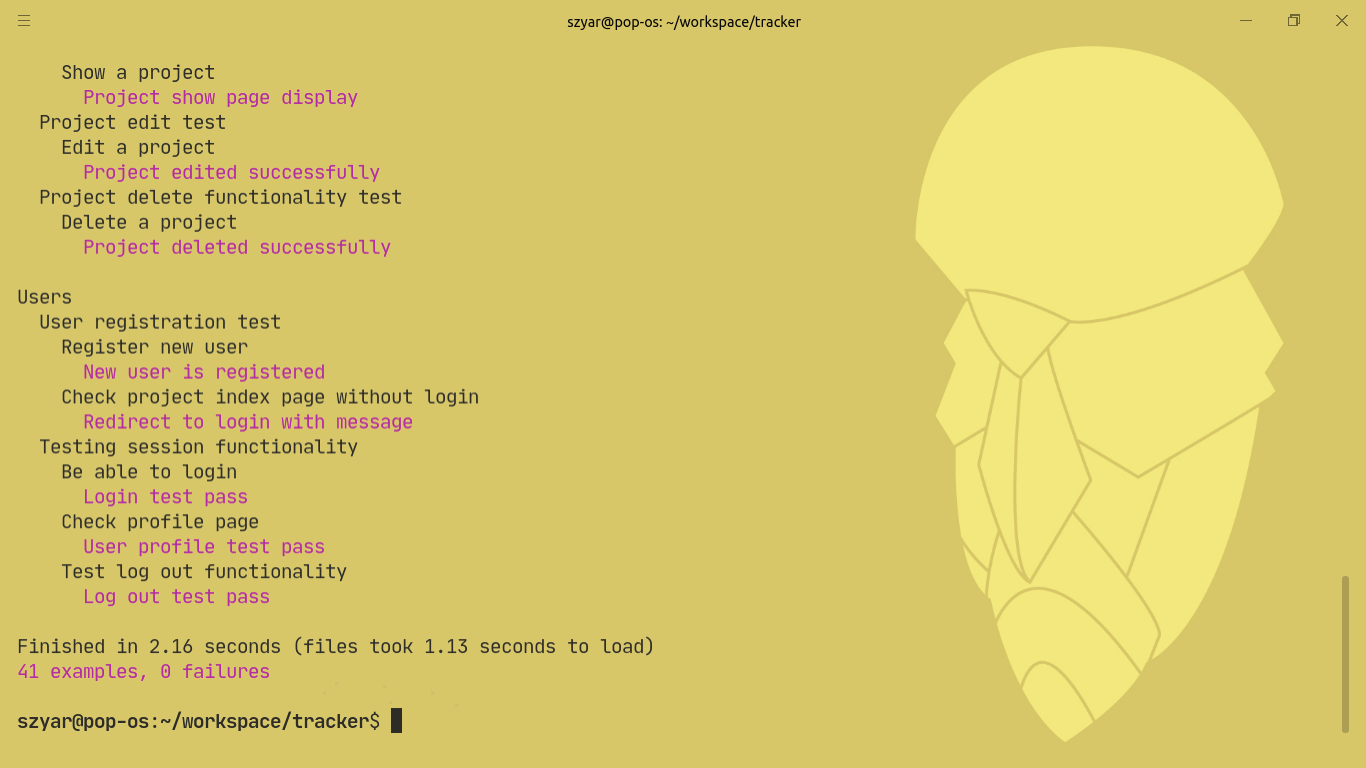 szyar@pop-os: ~/workspace/tracker
Show a project
Project show page display
Project edit test
Edit a project
Project edited successfully
Project delete functionality test
Delete a project
Project deleted successfully
Users
User registration test
Register new user
New user is registered
Check project index page without login
Redirect to login with message
Testing session functionality
Be able to login
Login test pass
Check profile page
User profile test pass
Test log out functionality
Log out test pass
Finished in 2.16 seconds (files took 1.13 seconds to load)
41 examples, 0 failures
szyar@pop-os:~/workspace/tracker$